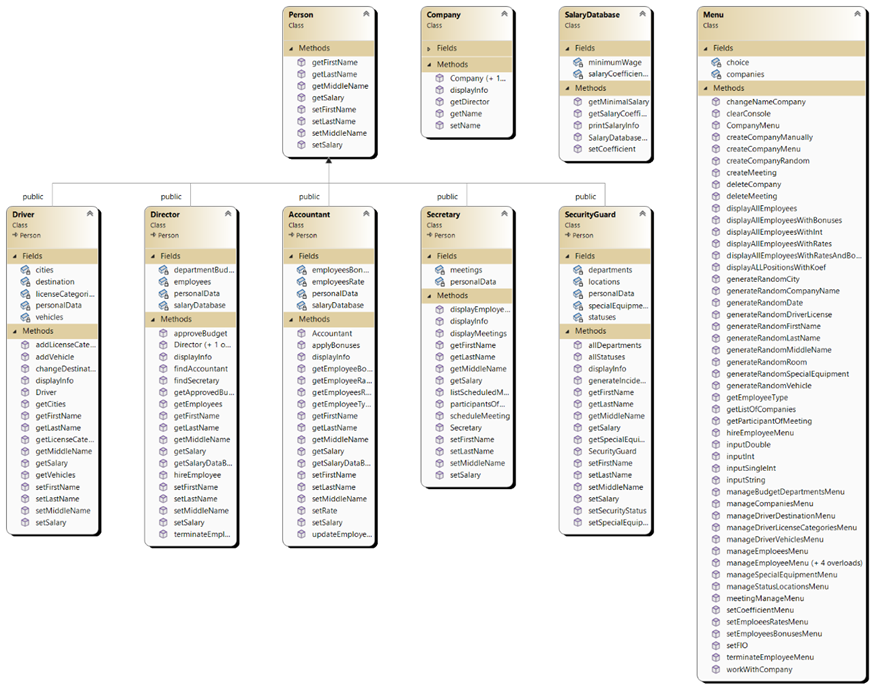 Person
Class
Methods
getFirstName
getLastName
getMiddleName
getSalary
setFirstName
setLastName
setMiddleName
setSalary
Company
Class
Fields
Methods
Company (+ 1...
displayInfo
getDirector
getName
setName
SalaryDatabase
Class
Fields
minimumWage
salaryCoefficien...
Methods
getMinimalSalary
getSalaryCoeffi...
printSalaryInfo
SalaryDatabase...
setCoefficient
Menu
Class
Fields
choice
companies
Methods
changeNameCompany
clearConsole
CompanyMenu
createCompanyManually
createCompanyMenu
createCompanyRandom
createMeeting
deleteCompany
deleteMeeting
displayAllEmployees
displayAllEmployeesWithBonuses
displayAllEmployeesWithInt
displayAllEmployeesWithRates
displayAllEmployeesWithRatesAndBo...
displayALLPositionsWithKoef
generateRandomCity
generateRandomCompanyName
generateRandomDate
generateRandomDriverLicense
generateRandomFirstName
generateRandomLastName
generateRandomMiddleName
generateRandomRoom
generateRandomSpecialEquipment
generateRandomVehicle
getEmployeeType
getListOfCompanies
getParticipantOfMeeting
hireEmployeeMenu
inputDouble
inputInt
inputSingleInt
inputString
manageBudgetDepartmentsMenu
manageCompaniesMenu
manageDriverDestinationMenu
manageDriverLicenseCategoriesMenu
manageDriverVehiclesMenu
manageEmploeesMenu
manageEmployeeMenu (+ 4 overloads)
manageSpecialEquipmentMenu
manageStatusLocationsMenu
meetingManageMenu
setCoefficientMenu
setEmploeesRatesMenu
setEmployeesBonusesMenu
setFIO
terminateEmployeeMenu
workWithCompany
public
public
public
public
public
Driver
Class
Person
Fields
cities
destination
licenseCategori...
personalData
vehicles
Methods
addLicenseCate...
addVehicle
changeDestinat...
displayInfo
Driver
getCities
getFirstName
getLastName
getLicenseCate...
getMiddleName
getSalary
getVehicles
setFirstName
setLastName
setMiddleName
setSalary
Director
Class
Person
Fields
departmentBud...
employees
personalData
salaryDatabase
Methods
approveBudget
Director (+ 1 o...
displayInfo
findAccountant
findSecretary
getApprovedBu...
getEmployees
getFirstName
getLastName
getMiddleName
getSalary
getSalaryDataB...
hireEmployee
setFirstName
setLastName
setMiddleName
setSalary
terminateEmpl...
Accountant
Class
Person
Fields
employeesBon...
employeesRate
personalData
salaryDatabase
Methods
Accountant
applyBonuses
displayInfo
getEmployeeBo...
getEmployeeRa...
getEmployeesR...
getEmployeeTy...
getFirstName
getLastName
getMiddleName
getSalary
getSalaryDataB...
setFirstName
setLastName
setMiddleName
setRate
setSalary
updateEmploye...
Secretary
Class
Person
Fields
meetings
personalData
Methods
displayEmploye...
displayInfo
displayMeetings
getFirstName
getLastName
getMiddleName
getSalary
listScheduledM...
participantsOf...
scheduleMeeting
Secretary
setFirstName
setLastName
setMiddleName
setSalary
SecurityGuard
Class
Person
Fields
departments
locations
personalData
specialEquipme...
statuses
Methods
allDepartments
allStatuses
displayInfo
generateIncide...
getFirstName
getLastName
getMiddleName
getSalary
getSpecialEqui...
SecurityGuard
setFirstName
setLastName
setMiddleName
setSalary
setSecurityStatus
setSpecialEquip...